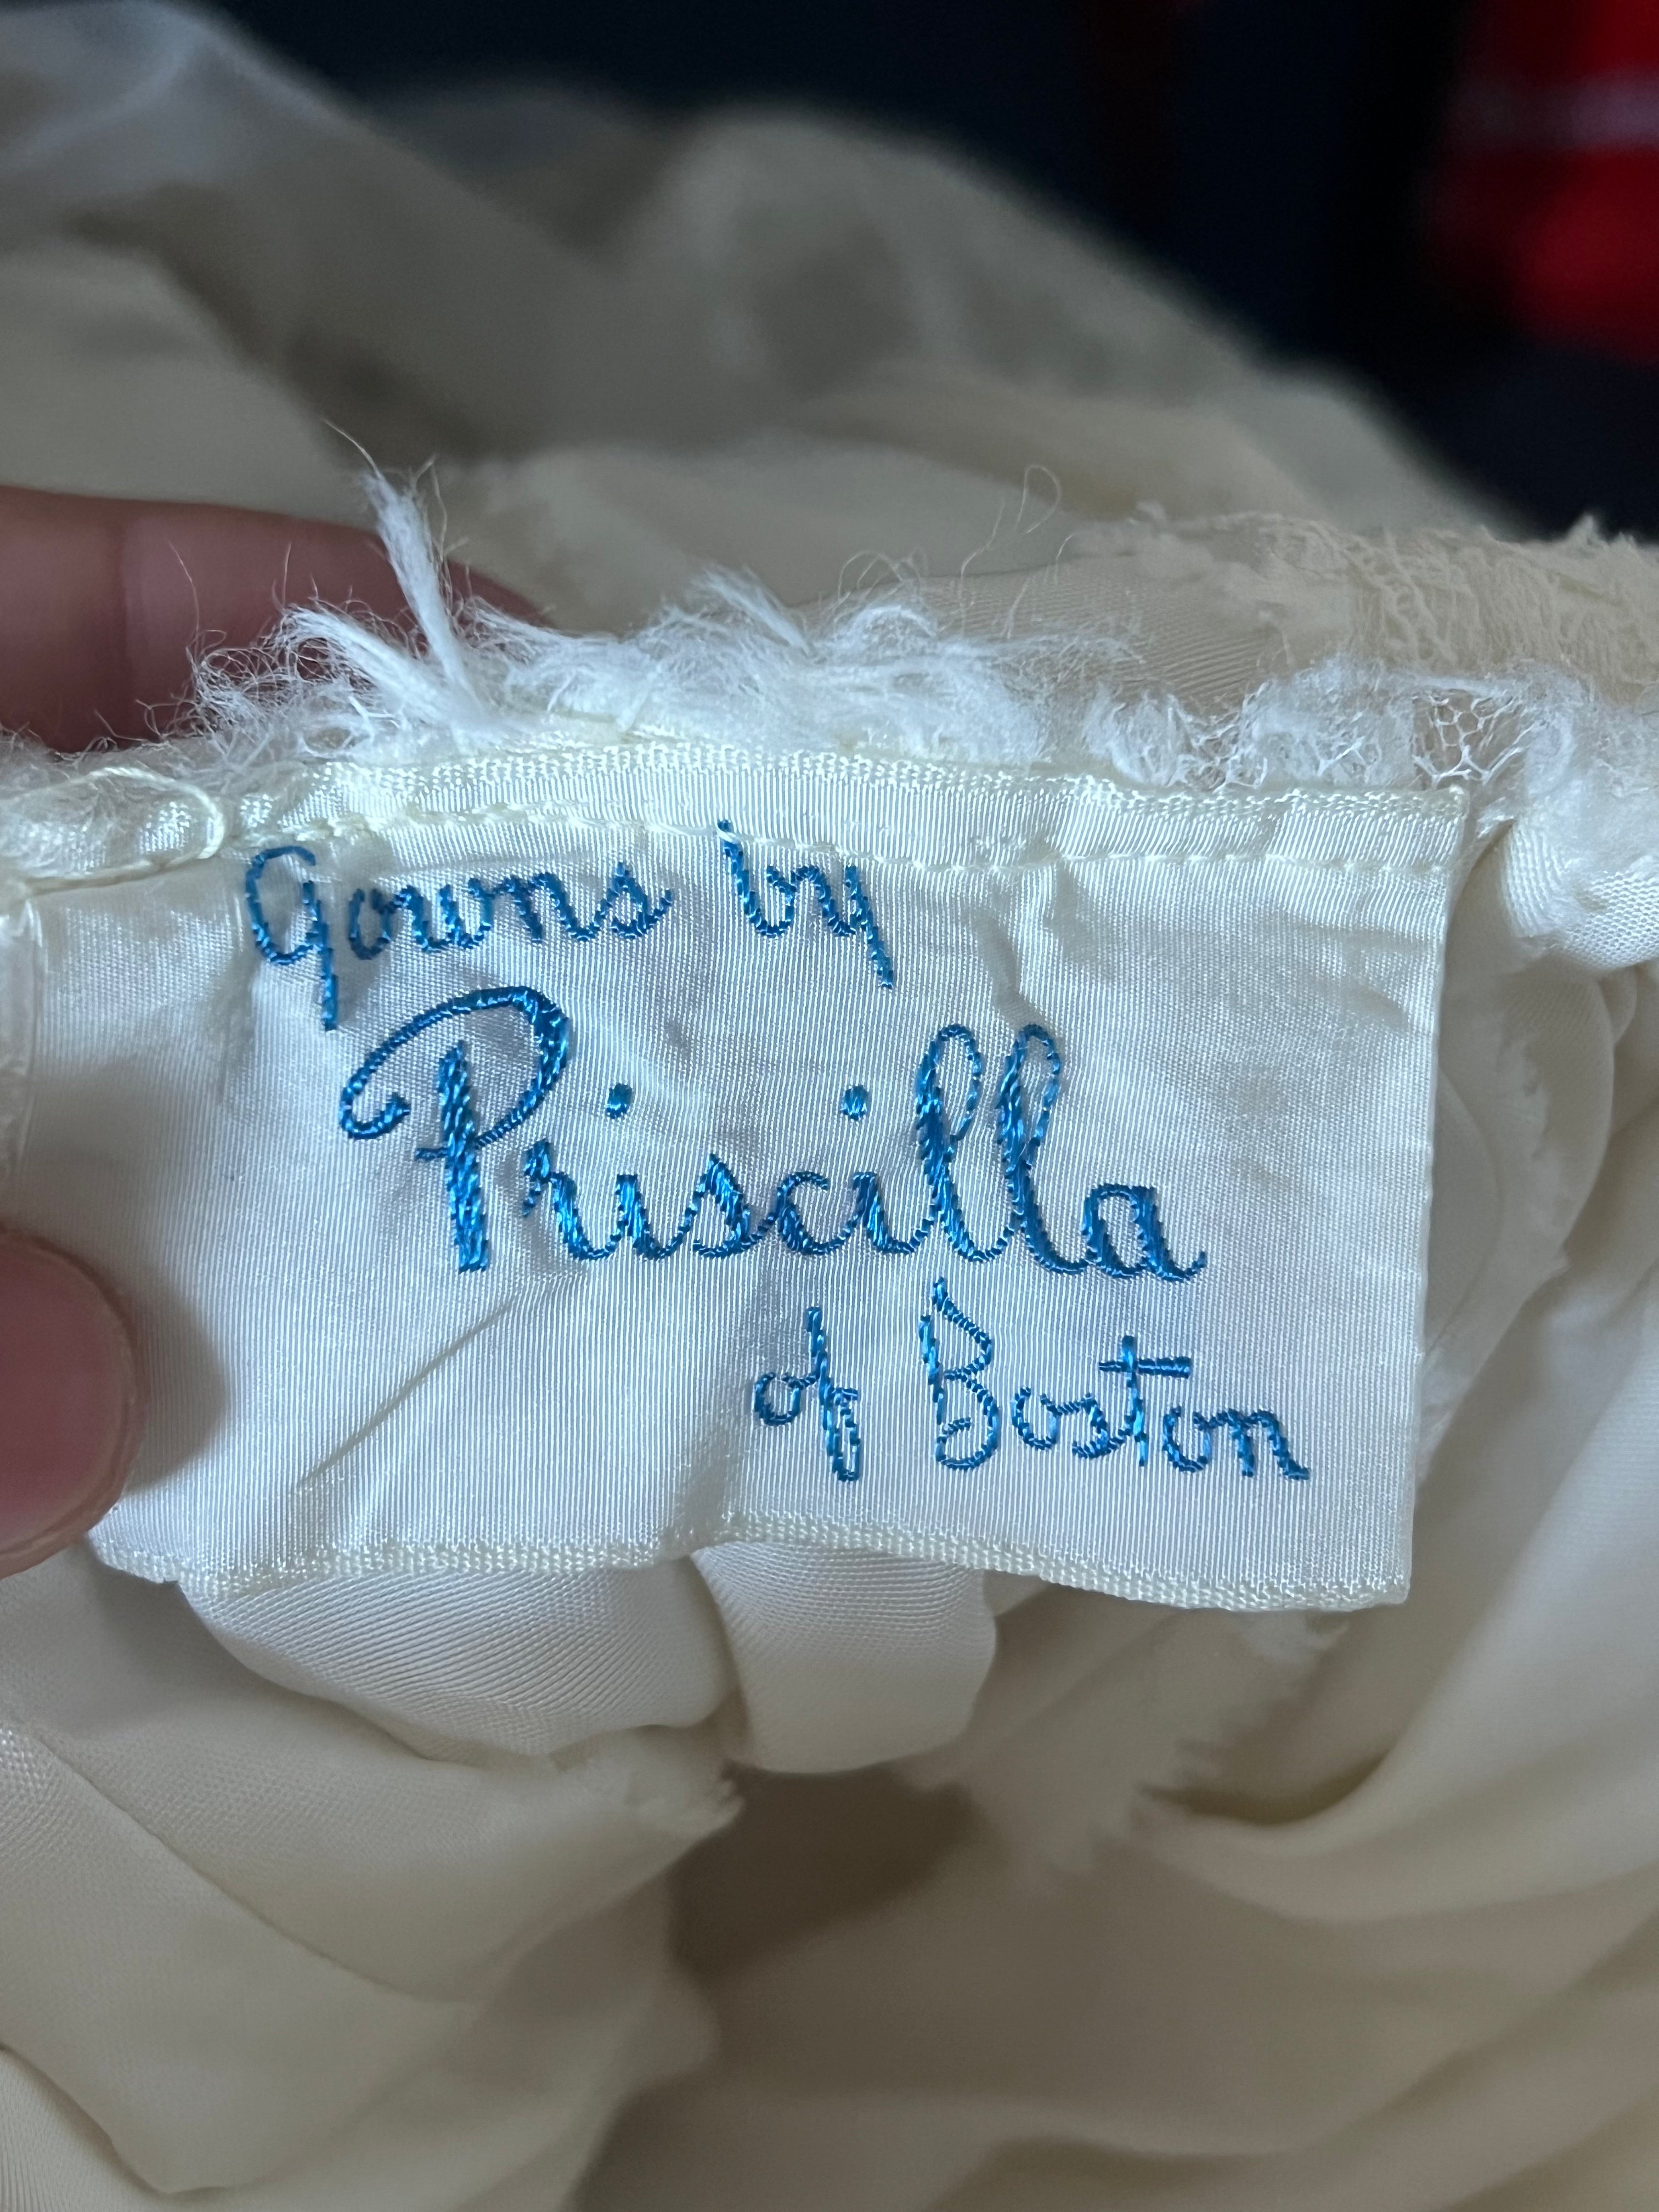 Gowns by
Priscilla
of Boston